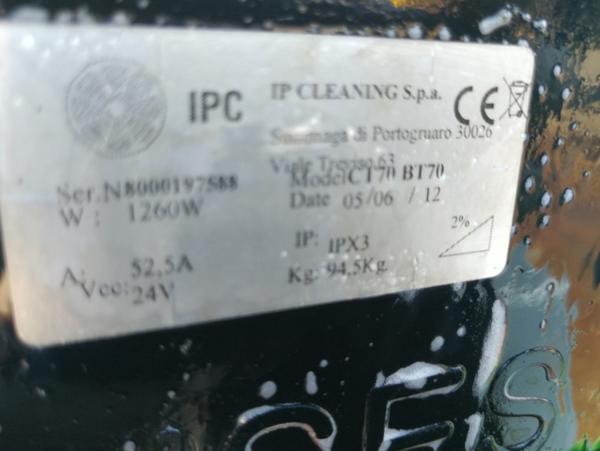 IPC
IP CLEANING S.p.a.
CE
Summaga di Portogruaro 30026
Viale Treviso 63
Ser.N8000197588
Model CT70 BT70
W: 1260W
Date 05/06 / 12
IP: IPX3
2%
A: 52,5A
Kg: 94,5Kg
Vcc: 24V